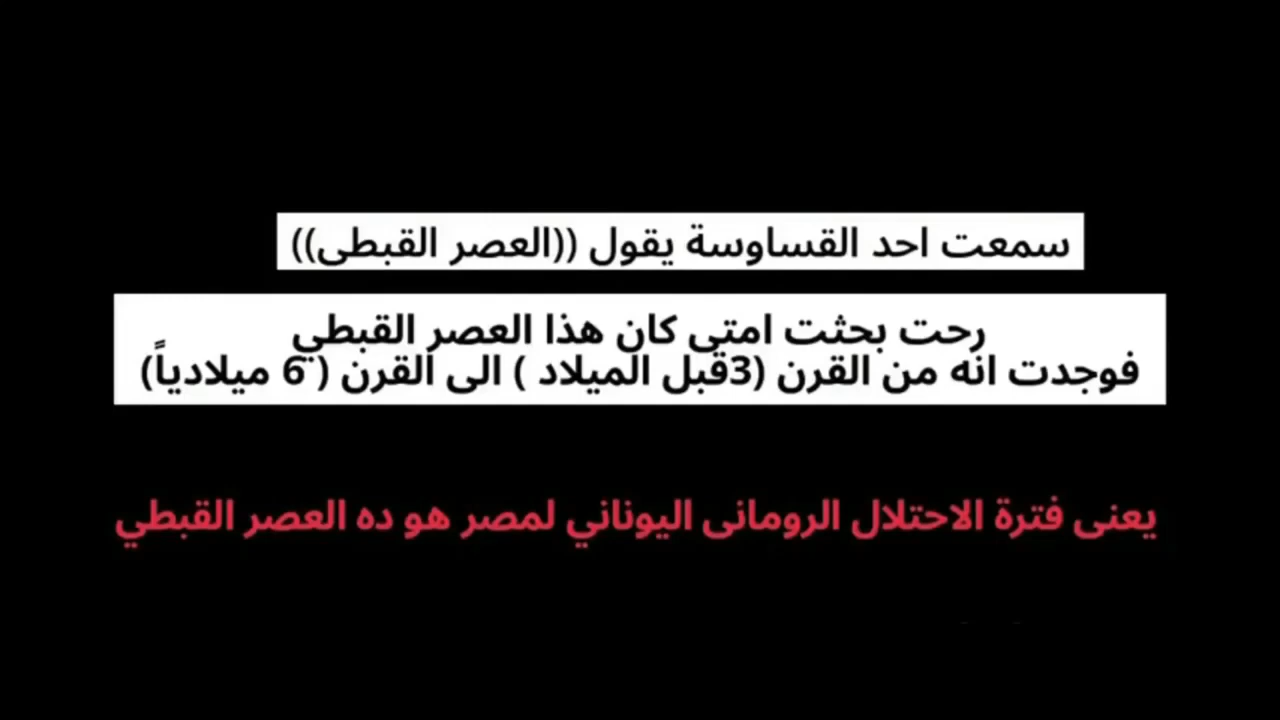 سمعت احد القساوسة يقول ((العصر القبطى))
رحت بحثت امتى كان هذا العصر القبطي
فوجدت انه من القرن (3قبل الميلاد ) الى القرن ( 6 ميلادياً)
يعنى فترة الاحتلال الرومانى اليوناني لمصر هو ده العصر القبطي